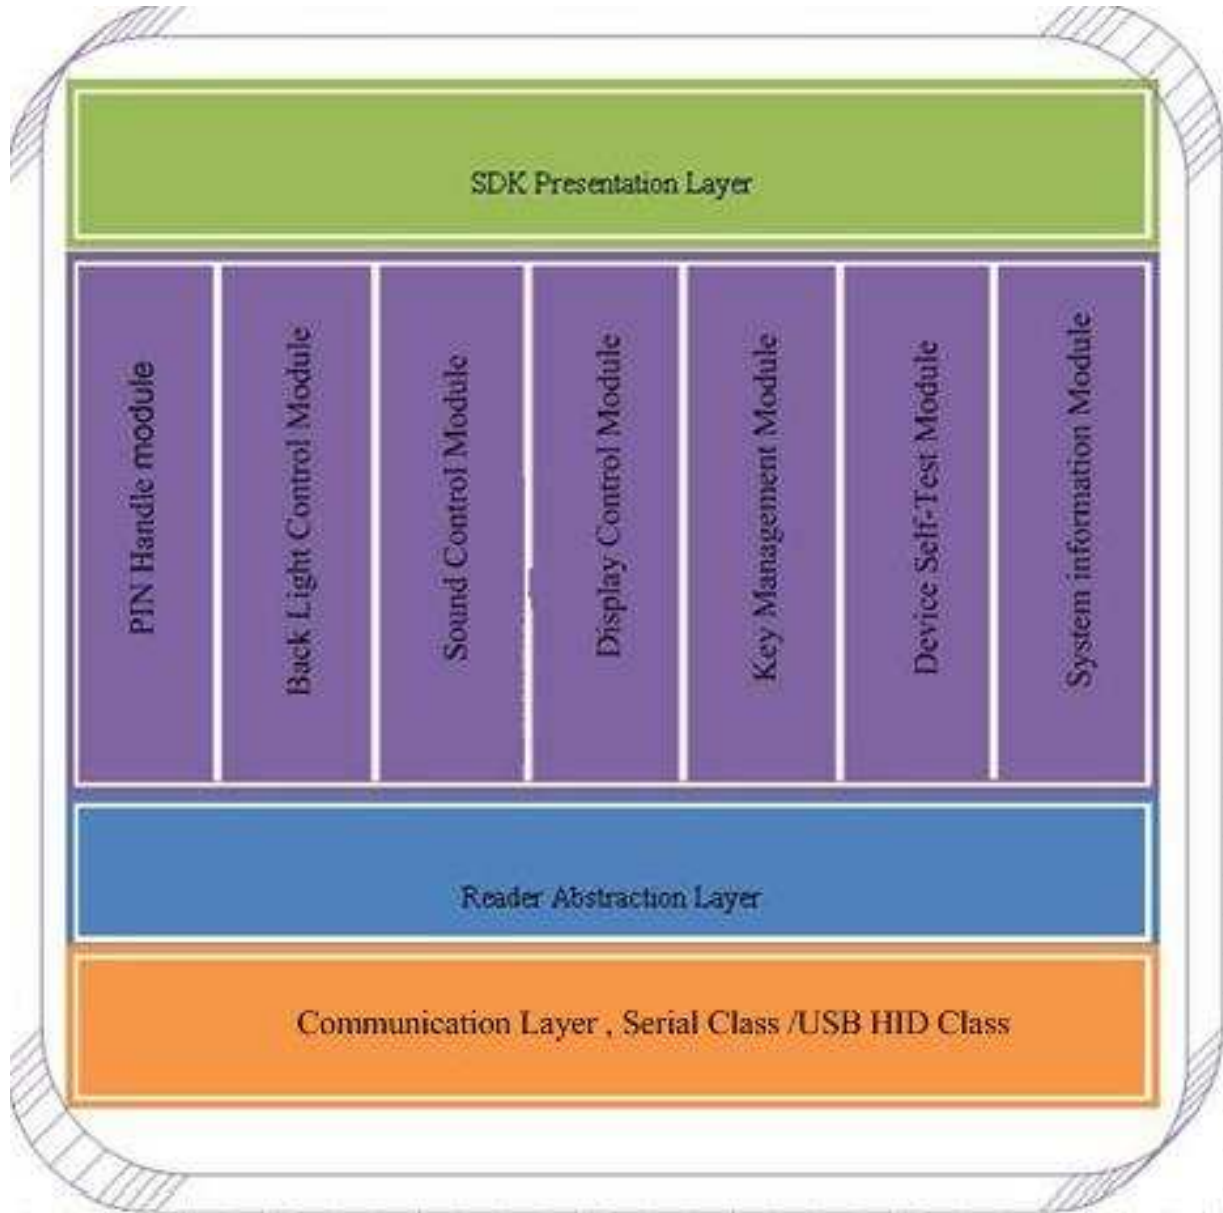 SDK Presentation Layer
PIN Handle module
Back Light Control Module
Sound Control Module
Display Control Module
Key Management Module
Device Self-Test Module
System information Module
Reader Abstraction Layer
Communication Layer , Serial Class /USB HID Class